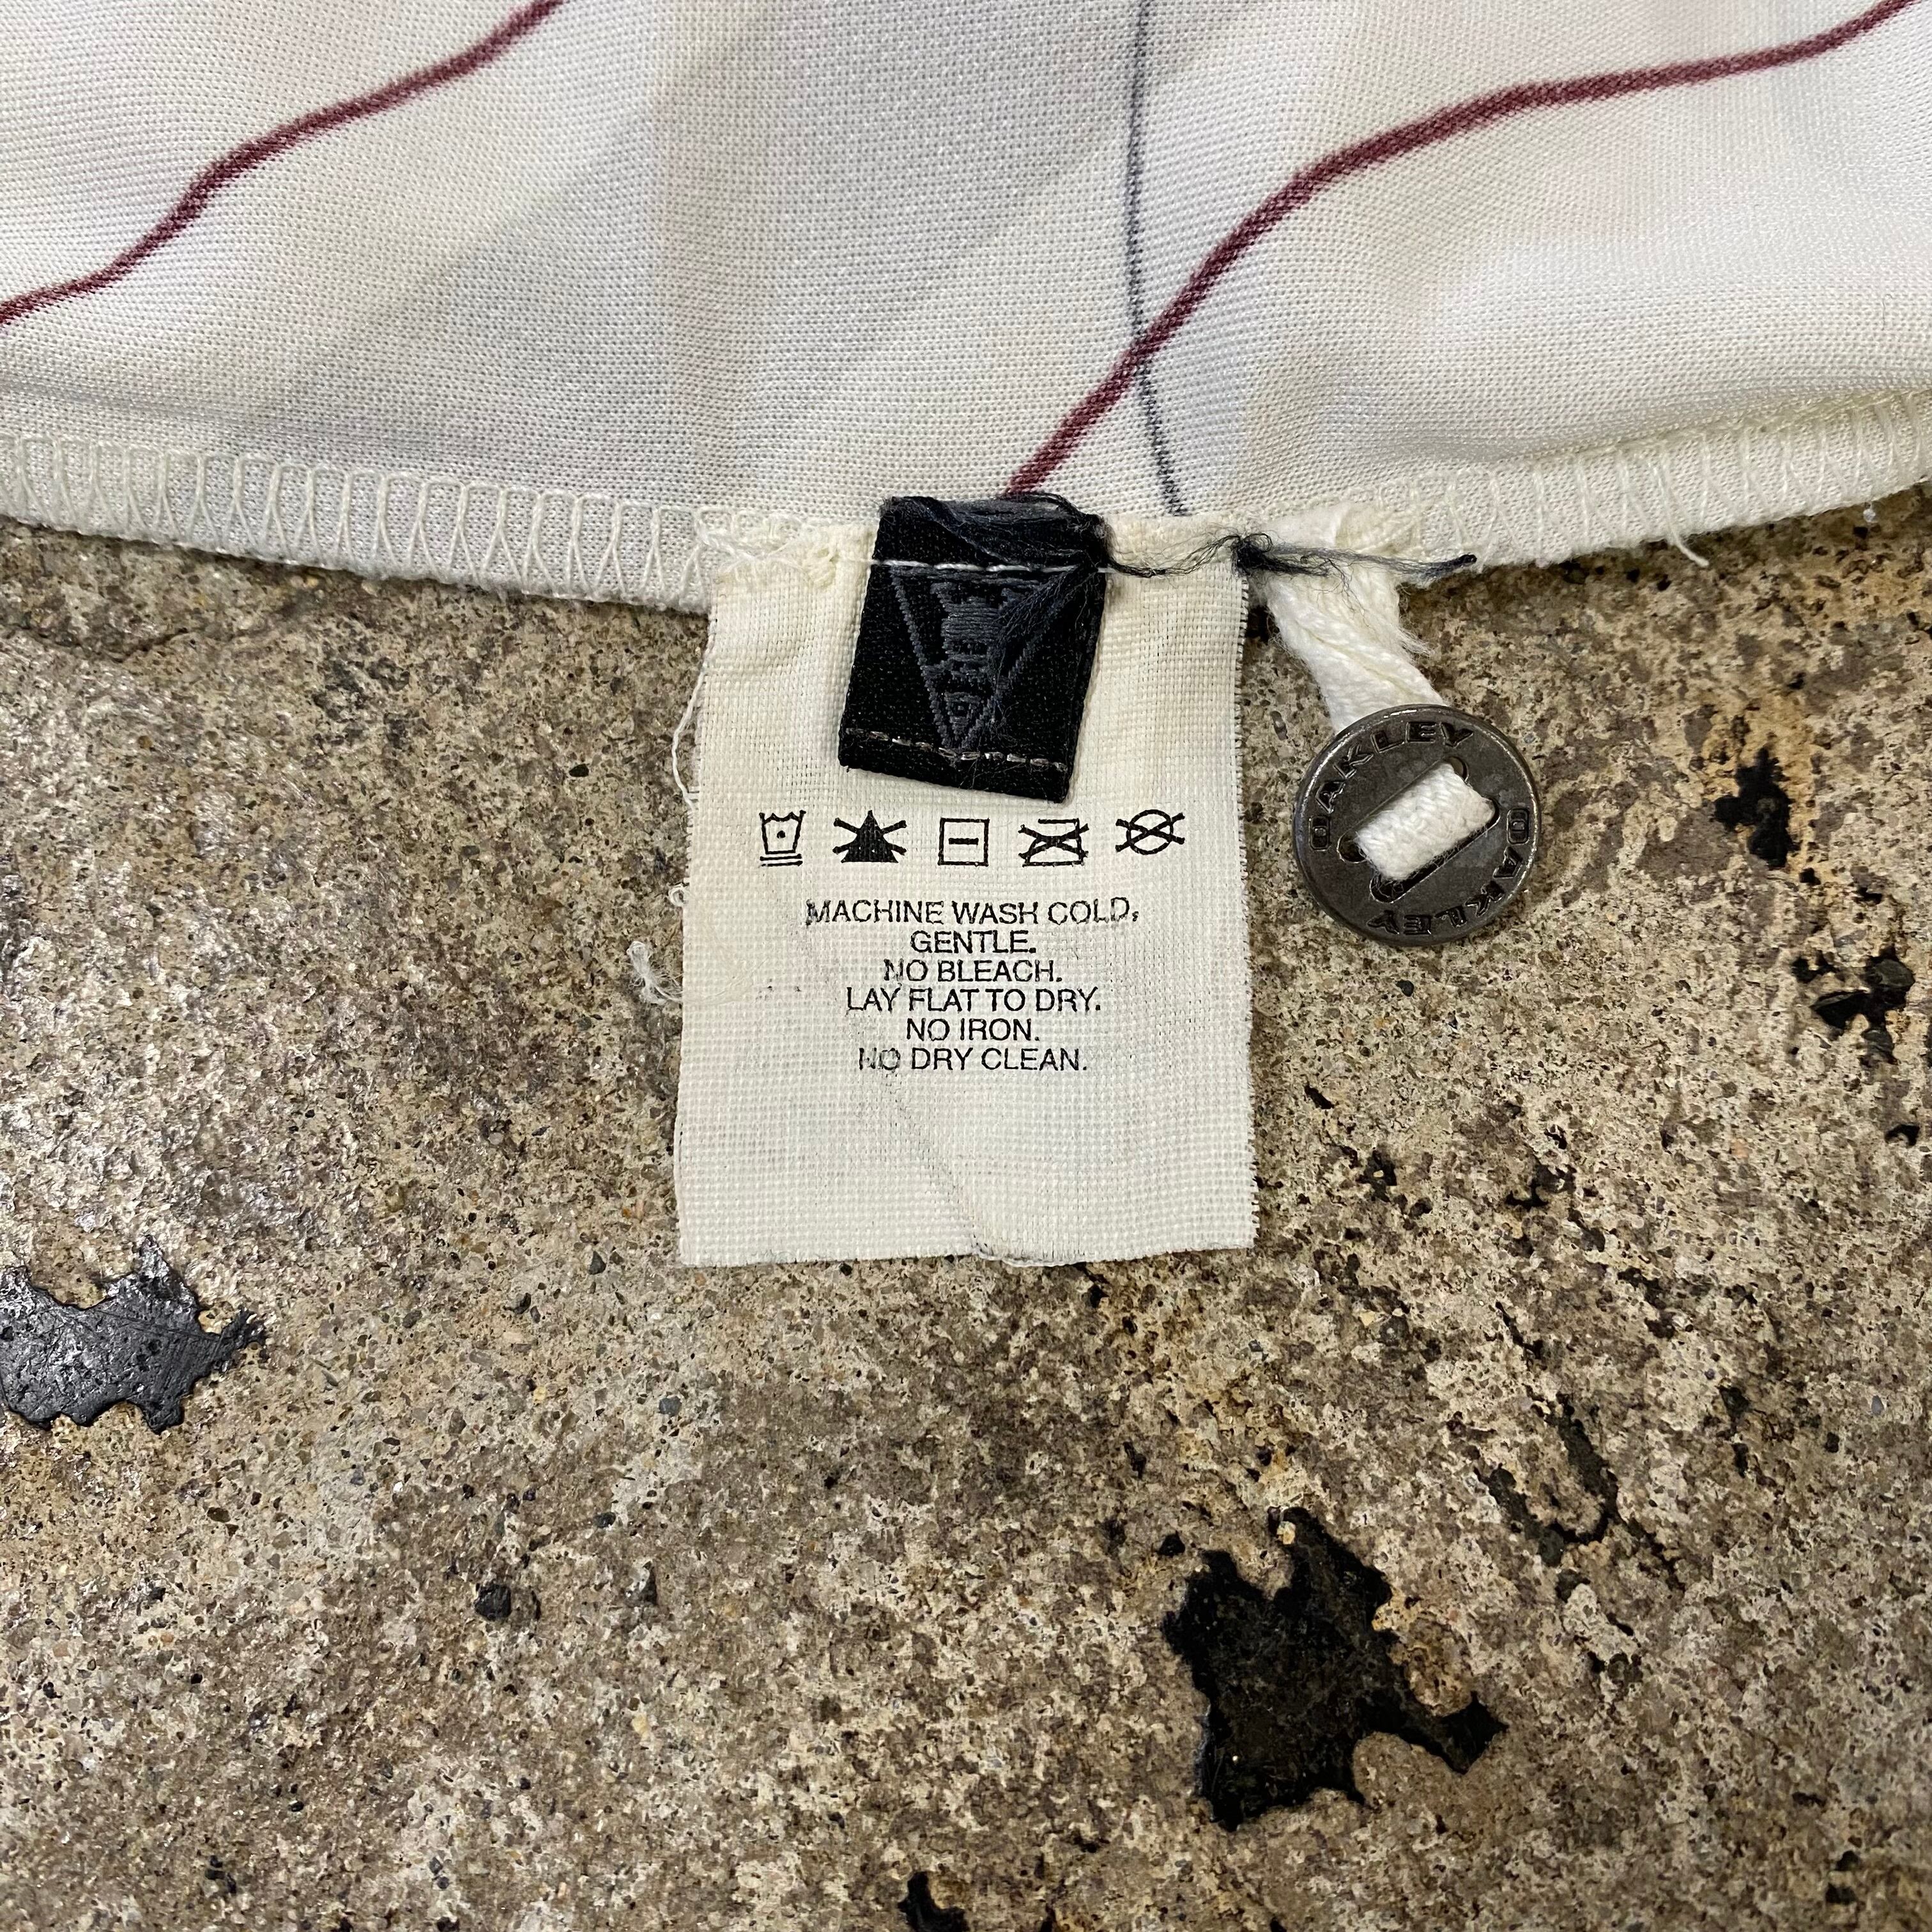 OAKLEY
OAKLEY
MACHINE WASH COLD,
GENTLE.
NO BLEACH.
LAY FLAT TO DRY.
NO IRON.
NO DRY CLEAN.